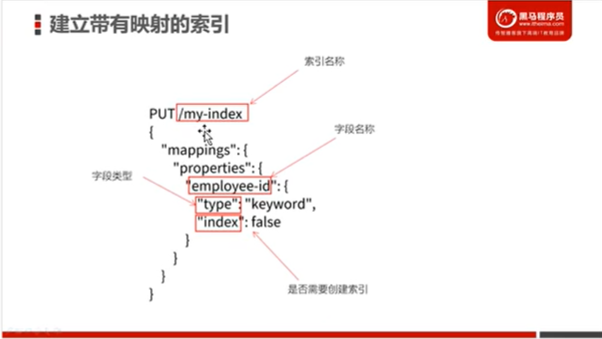 建立带有映射的索引
黑马程序员
www.itheima.com
传智播客旗下高端IT教育品牌
索引名称
PUT /my-index
{
字段名称
"mappings": {
"properties": {
字段类型
"employee-id": {
"type": "keyword",
"index": false
}
}
是否需要创建索引
}
}